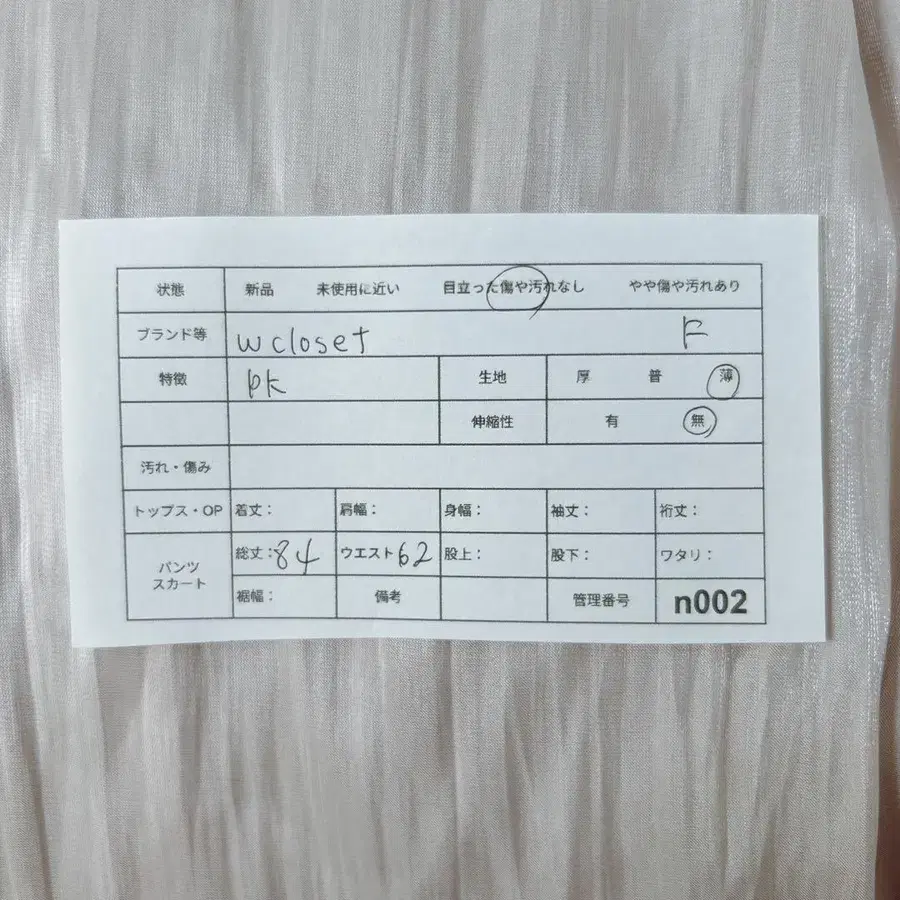 状態 新品 未使用に近い 目立った傷や汚れなし やや傷や汚れあり
ブランド等 w closet F
特徴 pk 生地 厚 普 薄
伸縮性 有 無
汚れ・傷み
トップス・OP 着丈： 肩幅： 身幅： 袖丈： 裄丈：
パンツ スカート 総丈：84 ウエスト62 股上： 股下： ワタリ：
裾幅： 備考 管理番号 n002